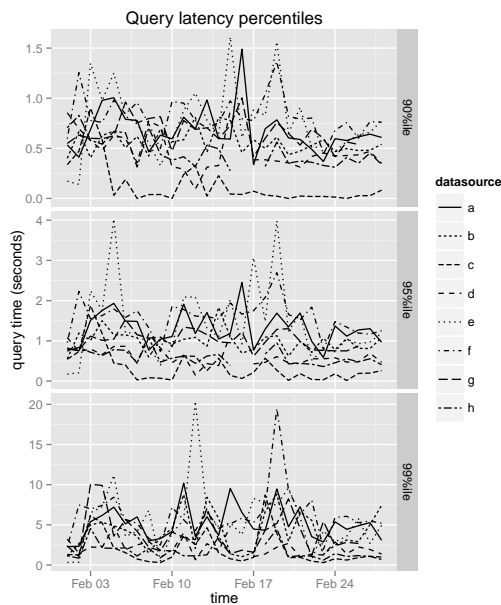 Query latency percentiles
query time (seconds)
1.5
1.0
0.5
0.0
90%ile
4
3
2
1
0
95%ile
20
15
10
5
0
99%ile
Feb 03
Feb 10
Feb 17
Feb 24
time
datasource
a
b
c
d
e
f
g
h